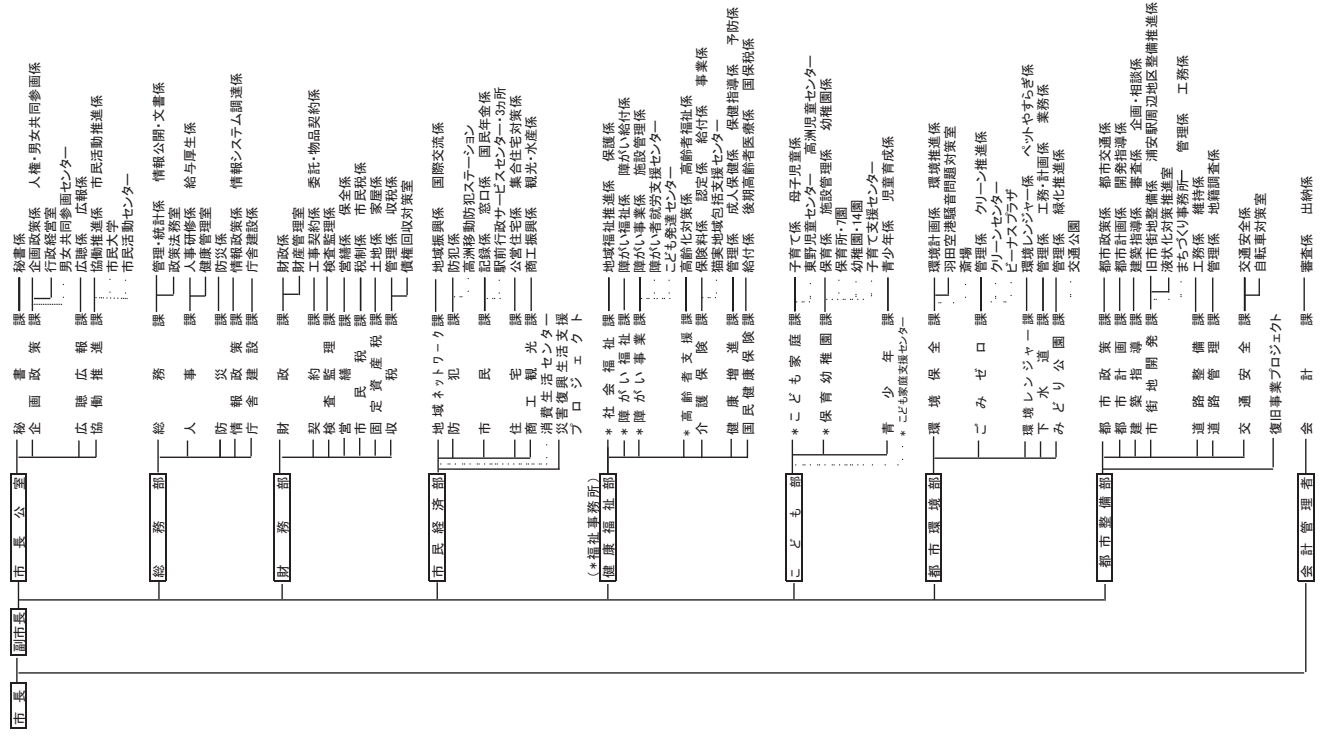 市長
副市長
市長公室
秘書課 秘書係
企画政策課 企画政策係 人権・男女共同参画係
行政経営室
男女共同参画センター
広聴広報課 広聴係 広報係
協働推進課 協働推進係 市民活動推進係
市民大学
市民活動センター
総務部
総務課 管理・統計係 情報公開・文書係
政策法務室
人事課 人事研修係 給与厚生係
健康管理室
防災課 防災係
情報政策課 情報政策係 情報システム調達係
庁舎建設課 庁舎建設係
財務部
財政課 財政係
財産管理室
契約課 工事契約係 委託・物品契約係
検査監理課 検査監理係
営繕課 営繕係 保全係
市民税課 税制係 市民税係
固定資産税課 土地係 家屋係
収税課 管理係 収税係
債権回収対策室
市民経済部
地域ネットワーク課 地域振興係 国際交流係
防犯課 防犯係
高洲移動防犯ステーション
市民課 記録係 窓口係 国民年金係
駅前行政サービスセンター・3ヵ所
住宅課 公営住宅係 集合住宅対策係
商工観光課 商工振興係 観光・水産係
消費生活センター
災害復興生活支援
プロジェクト
(*福祉事務所)
健康福祉部
*社会福祉課 地域福祉推進係 保護係
*障がい福祉課 障がい福祉係 障がい給付係
*障がい事業課 障がい事業係 施設管理係
障がい者就労支援センター
こども発達センター
*高齢者支援課 高齢化対策係 高齢者福祉係
介護保険課 保険料係 認定係 給付係 事業係
猫実地域包括支援センター
健康増進課 管理係 成人保健係 保健指導係 予防係
国民健康保険課 給付係 後期高齢者医療係 国保税係
こども部
*こども家庭課 子育て係 母子児童係
東野児童センター 高洲児童センター
*保育幼稚園課 保育係 施設管理係 幼稚園係
保育所・7園
幼稚園・14園
子育て支援センター
青少年課 青少年係 児童育成係
*こども家庭支援センター
都市環境部
環境保全課 環境計画係 環境推進係
羽田空港騒音問題対策室
斎場
ごみゼロ課 管理係 クリーン推進係
クリーンセンター
ビーナスプラザ
環境レンジャー課 環境レンジャー係 ペットやすらぎ係
下水道課 管理係 工務・計画係 業務係
みどり公園課 管理係 緑化推進係
交通公園
都市整備部
都市政策課 都市政策係 都市交通係
都市計画課 都市計画係 開発指導係
建築指導課 建築指導係 審査係 企画・相談係
市街地開発課 旧市街地整備係 浦安駅周辺地区整備推進係
液状化対策推進室
まちづくり事務所 管理係 工務係
道路整備課 工務係 維持係
道路管理課 管理係 地籍調査係
交通安全課 交通安全係
自転車対策室
復旧事業プロジェクト
会計管理者
会計課 審査係 出納係